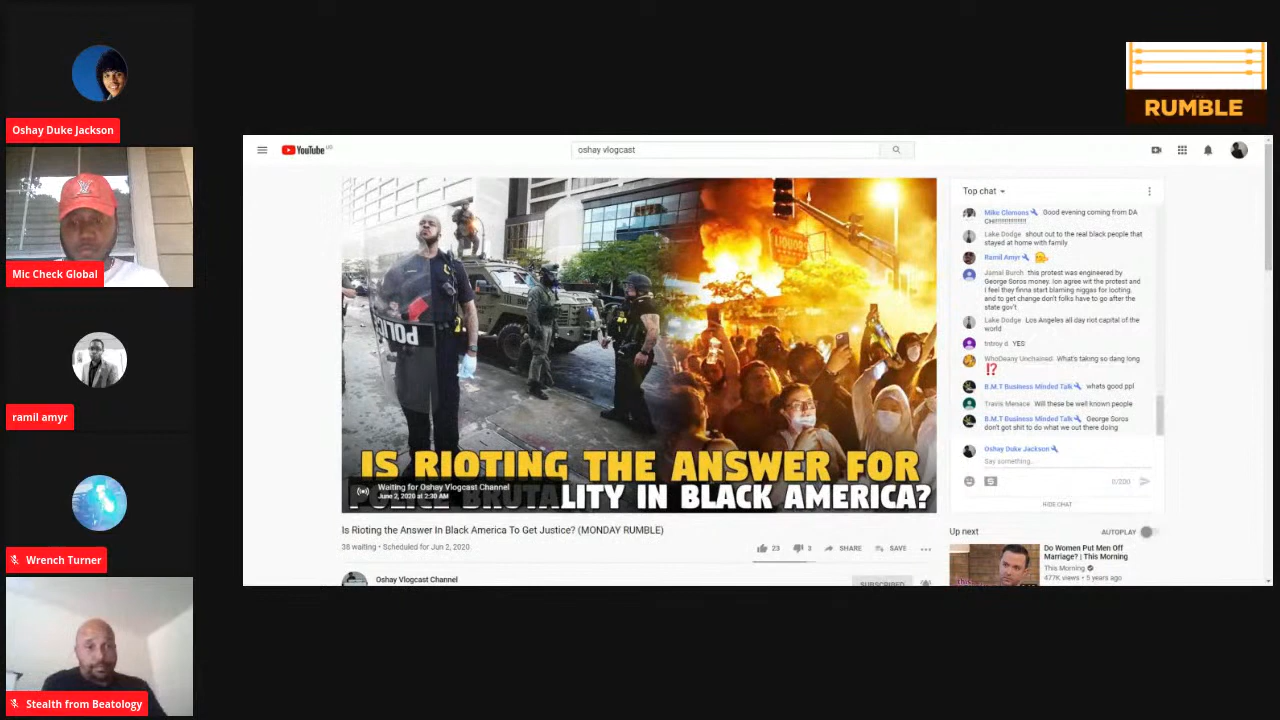 Oshay Duke Jackson
Mic Check Global
ramil amyr
Wrench Turner
Stealth from Beatology
THE
RUMBLE
YouTube
oshay vlogcast
LIQUORS
POLICE
IS RIOTING THE ANSWER FOR
POLICE BRUTALITY IN BLACK AMERICA?
Waiting for Oshay Vlogcast Channel
June 2, 2020 at 2:30 AM
Is Rioting the Answer In Black America To Get Justice? (MONDAY RUMBLE)
38 waiting • Scheduled for Jun 2, 2020
23
3
SHARE
SAVE
Oshay Vlogcast Channel
SUBSCRIBED
Top chat
Mike Clemons Good evening coming from DA
CHI!!!!!!!!!!!!!!!!
Lake Dodge shout out to the real black people that
stayed at home with family
Ramil Amyr
Jamal Burch this protest was engineered by
George Soros money. Ion agree wit the protest and
I feel they finna start blaming niggas for looting.
and to get change don't folks have to go after the
state gov't
Lake Dodge Los Angeles all day riot capital of the
world
tntroy d YES
WhoDeany Unchained What's taking so dang long
⁉
B.M.T Business Minded Talk whats good ppl
Travis Menace Will these be well known people
B.M.T Business Minded Talk George Soros
don't got shit to do what we out there doing
Oshay Duke Jackson
Say something...
0/200
HIDE CHAT
Up next
AUTOPLAY
Do Women Put Men Off
Marriage? | This Morning
This Morning
477K views • 5 years ago